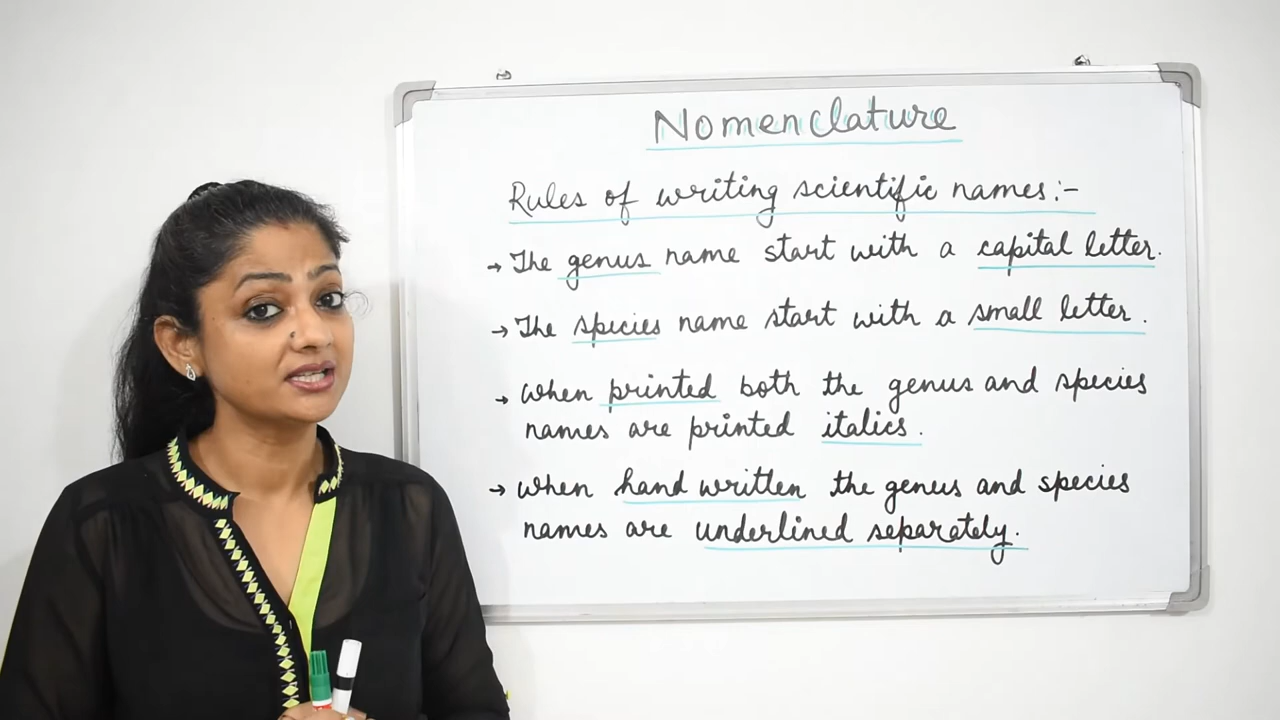 Nomenclature
Rules of writing scientific names:-
→ The genus name start with a capital letter.
→ The species name start with a small letter.
→ When printed both the genus and species
names are printed italics.
→ When hand written the genus and species
names are underlined separately.